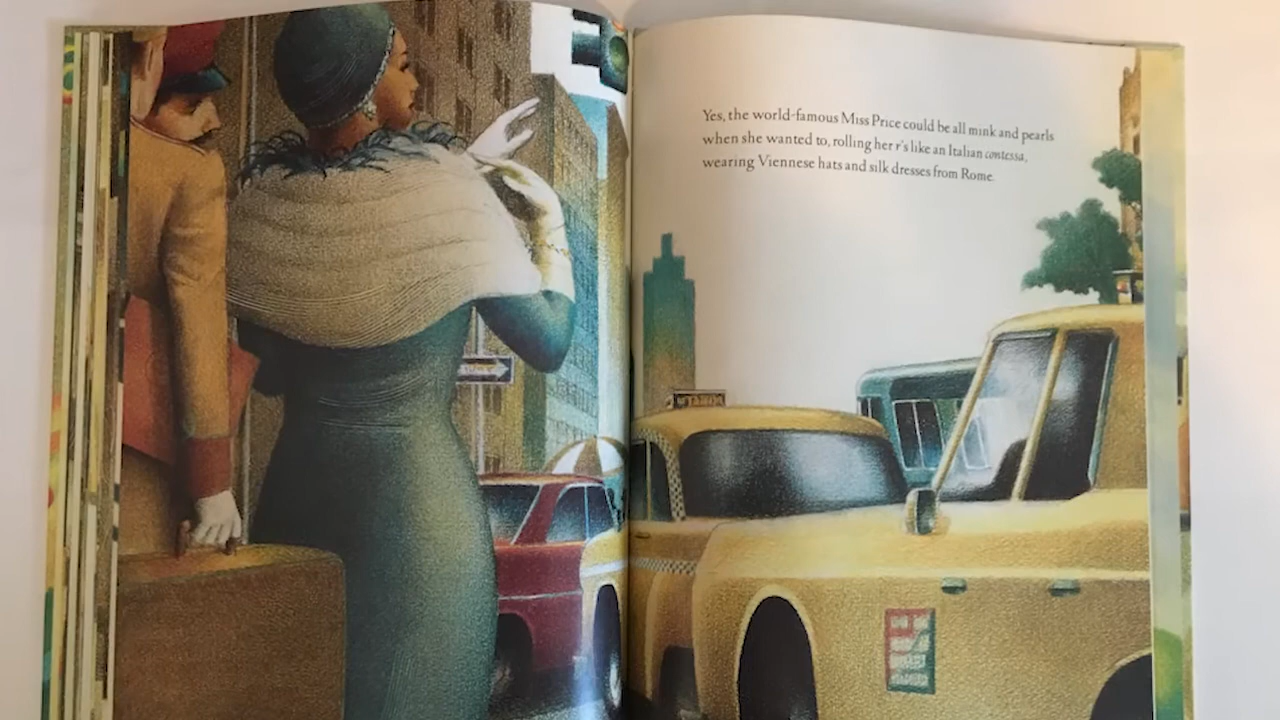 Yes, the world-famous Miss Price could be all mink and pearls
when she wanted to, rolling her r's like an Italian contessa,
wearing Viennese hats and silk dresses from Rome.